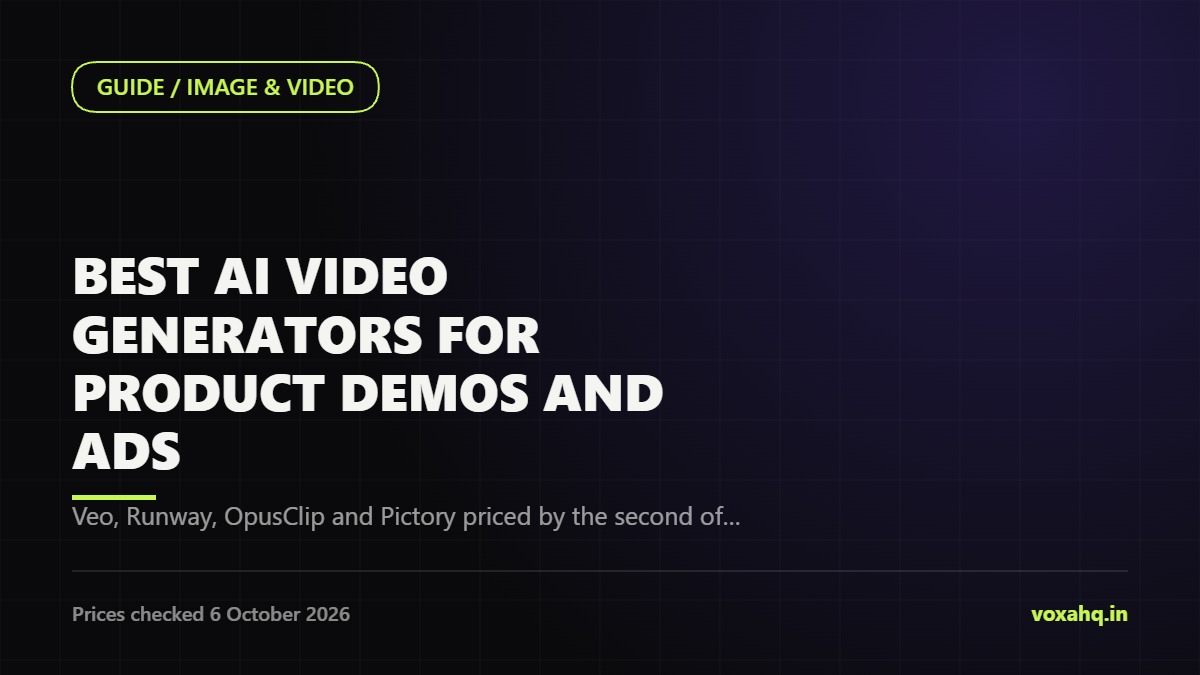 GUIDE / IMAGE & VIDEO
BEST AI VIDEO
GENERATORS FOR
PRODUCT DEMOS AND
ADS
Veo, Runway, OpusClip and Pictory priced by the second of...
Prices checked 6 October 2026
voxahq.in